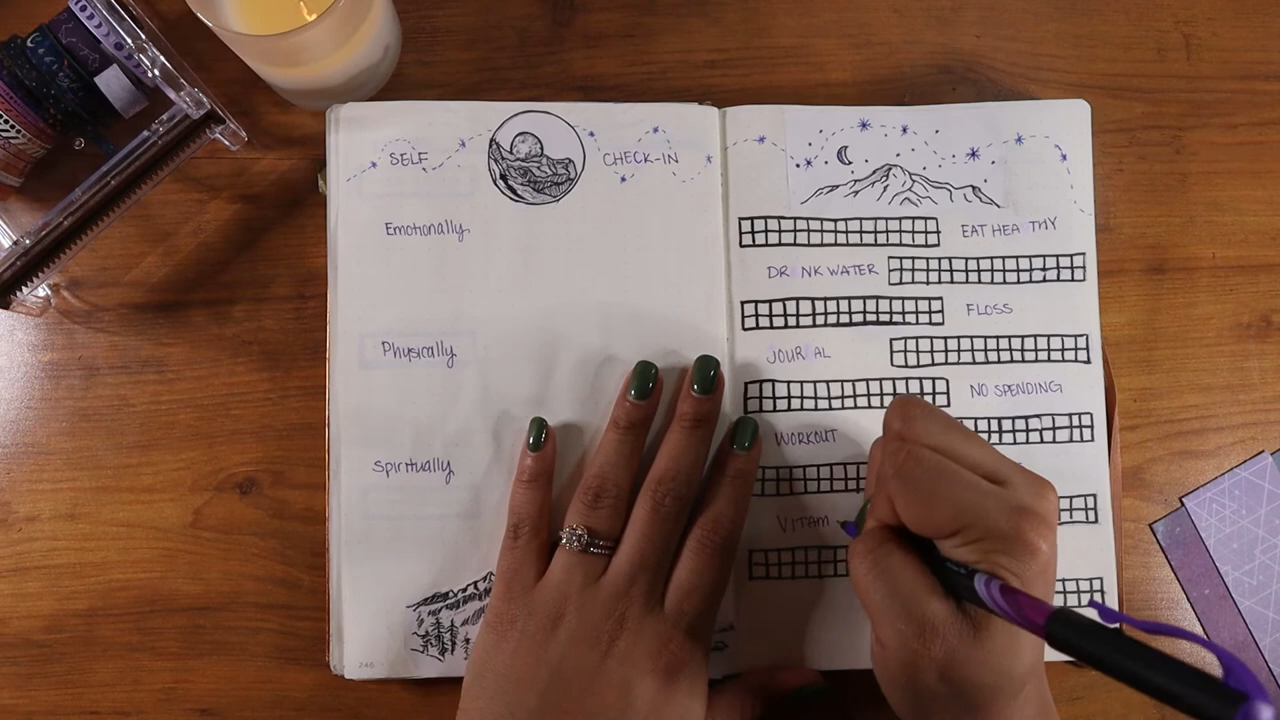 SELF CHECK-IN
Emotionally
Physically
Spiritually
246
EAT HEA THY
DR NK WATER
FLOSS
JOUR AL
NO SPENDING
WORKOUT
VITAM